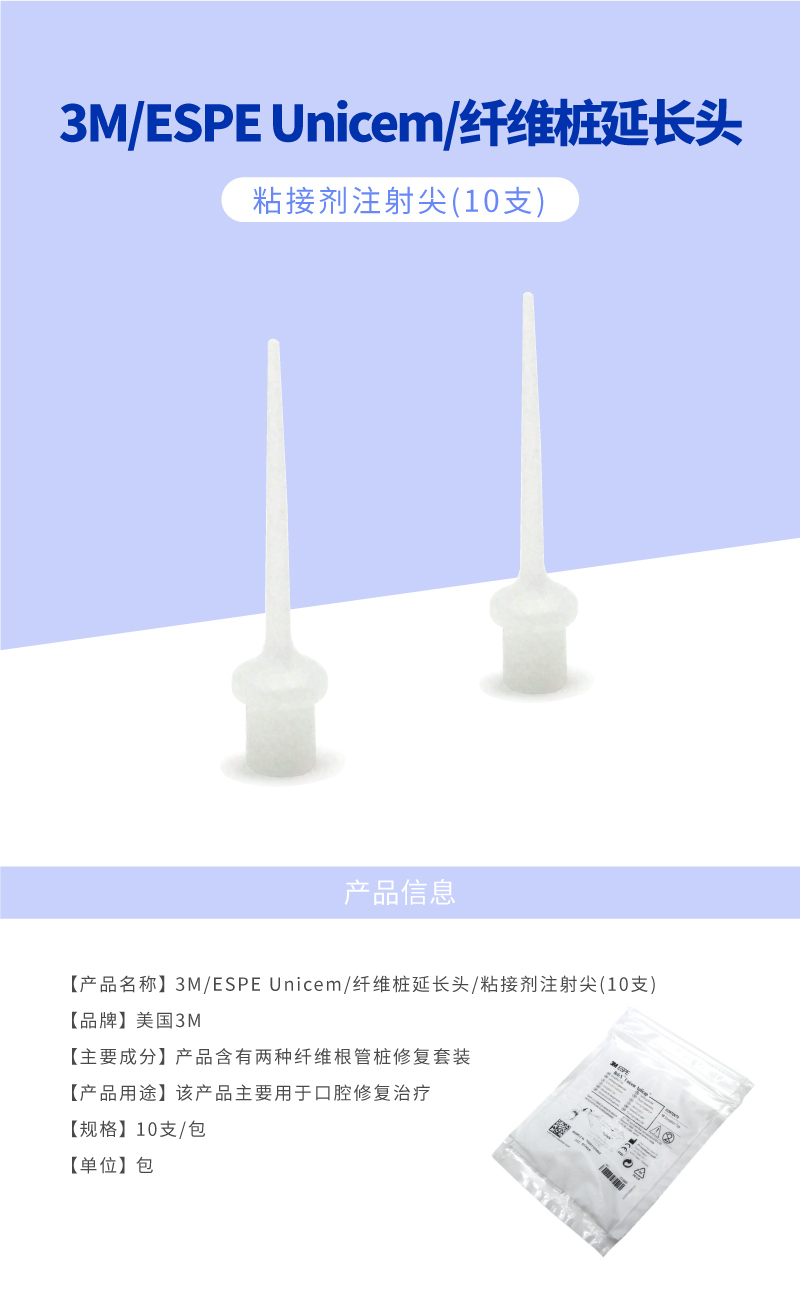 3M/ESPE Unicem/纤维桩延长头
粘接剂注射尖(10支)
产品信息
【产品名称】3M/ESPE Unicem/纤维桩延长头/粘接剂注射尖(10支)
【品牌】美国3M
【主要成分】产品含有两种纤维根管桩修复套装
【产品用途】该产品主要用于口腔修复治疗
【规格】10支/包
【单位】包
3M ESPE